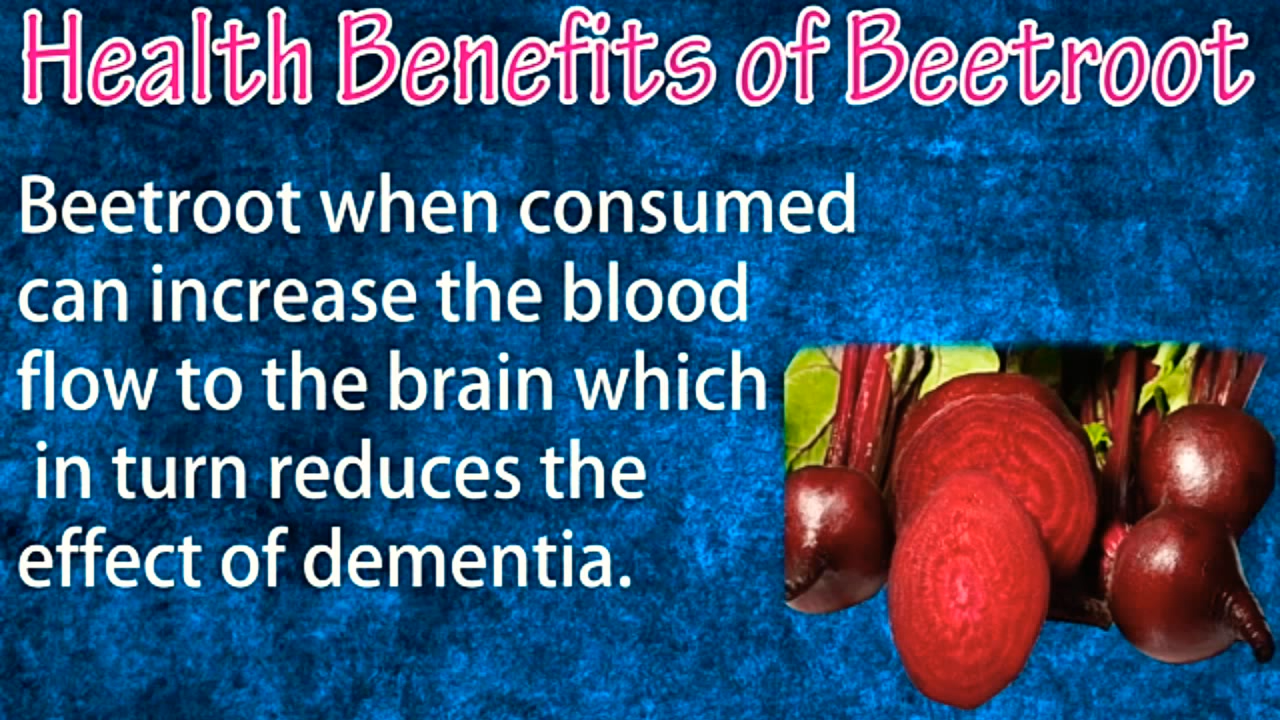 Health Benefits of Beetroot
Beetroot when consumed
can increase the blood
flow to the brain which
in turn reduces the
effect of dementia.